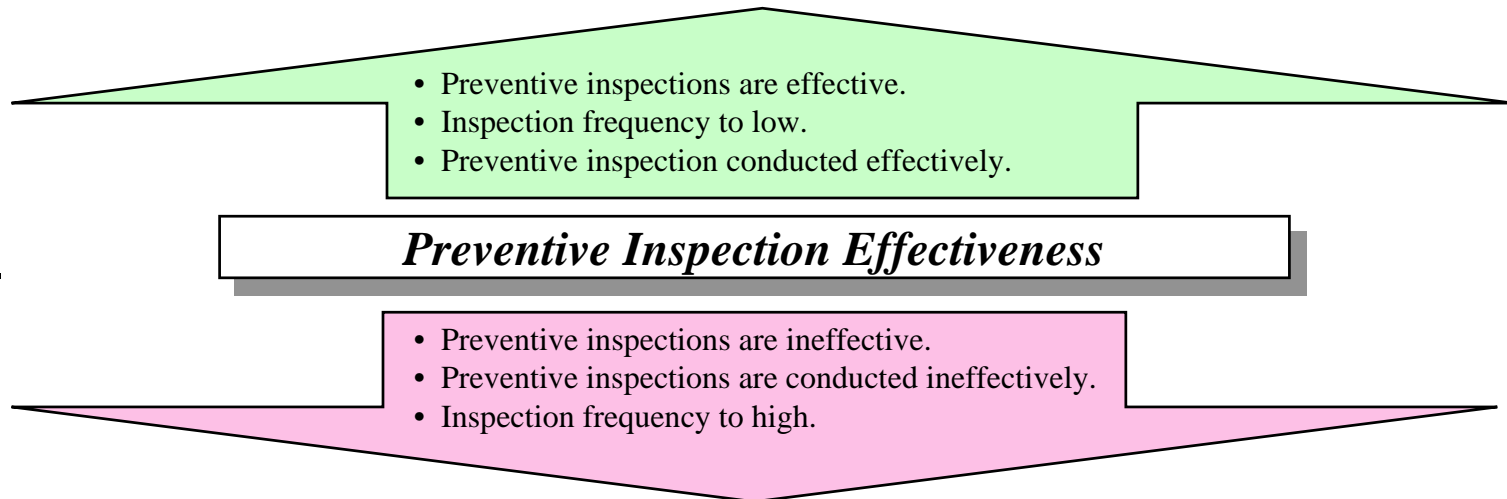 • Preventive inspections are effective.
• Inspection frequency to low.
• Preventive inspection conducted effectively.
Preventive Inspection Effectiveness
• Preventive inspections are ineffective.
• Preventive inspections are conducted ineffectively.
• Inspection frequency to high.